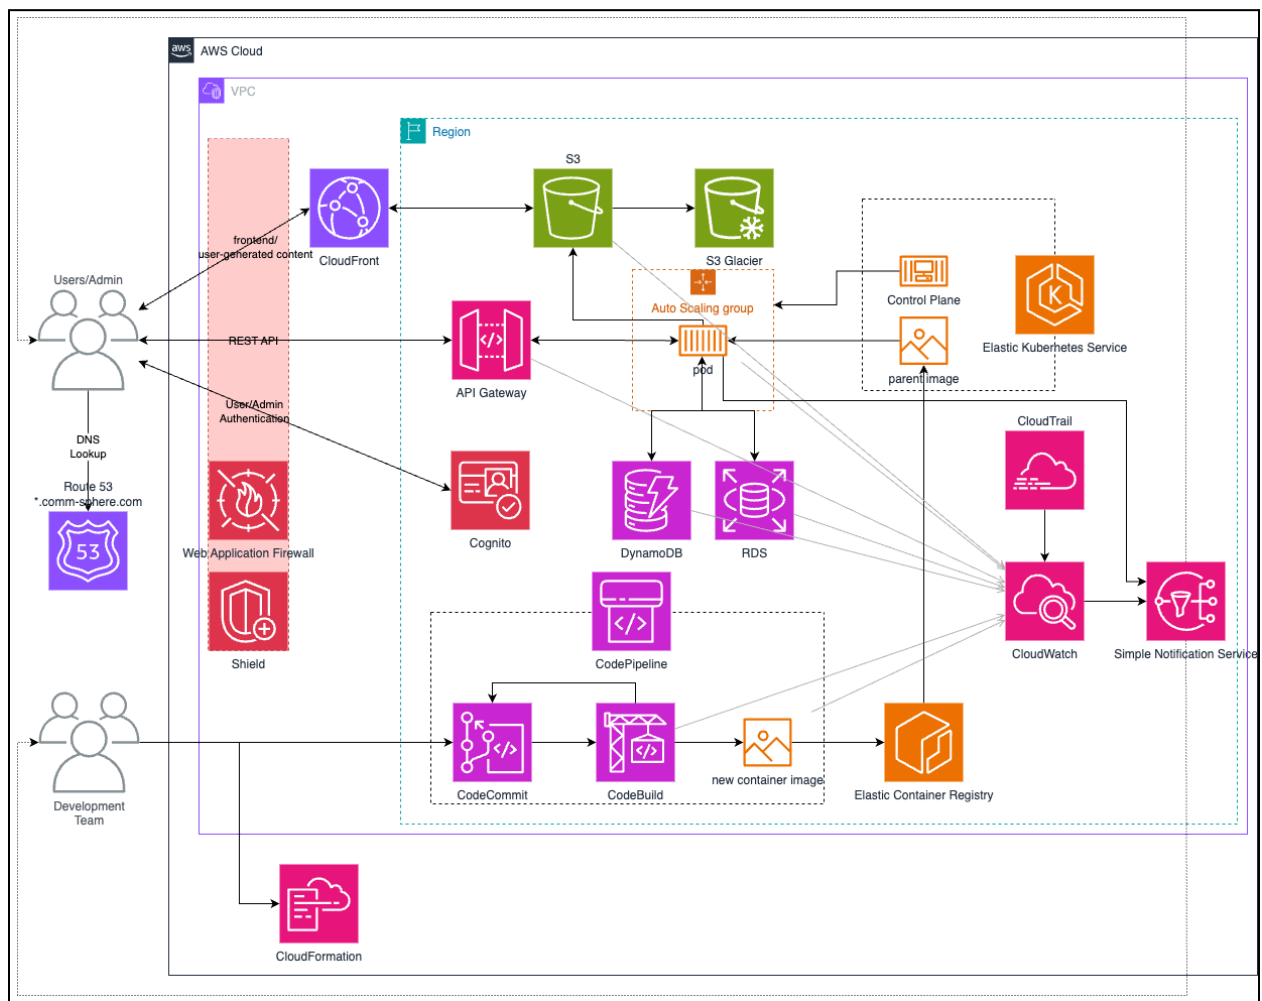 aws
AWS Cloud
VPC
Region
S3
frontend/
user-generated content
CloudFront
S3 Glacier
Users/Admin
Auto Scaling group
Control Plane
K
Elastic Kubernetes Service
REST API
</>
API Gateway
pod
parent image
User/Admin
Authentication
CloudTrail
DNS
Lookup
Route 53
*.comm-sphere.com
53
Web Application Firewall
Cognito
DynamoDB
RDS
</>
CodePipeline
Shield
CloudWatch
Simple Notification Service
</>
</>
CodeCommit
CodeBuild
new container image
Elastic Container Registry
Development
Team
CloudFormation